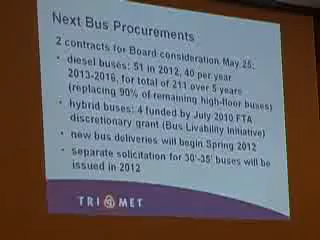 Next Bus Procurements
2 contracts for Board consideration May 25:
• diesel buses: 51 in 2012, 40 per year
2013-2016, for total of 211 over 5 years
(replacing 90% of remaining high-floor buses)
• hybrid buses: 4 funded by July 2010 FTA
discretionary grant (Bus Livability Initiative)
• new bus deliveries will begin Spring 2012
• separate solicitation for 30'-35' buses will be
issued in 2012
TRI MET